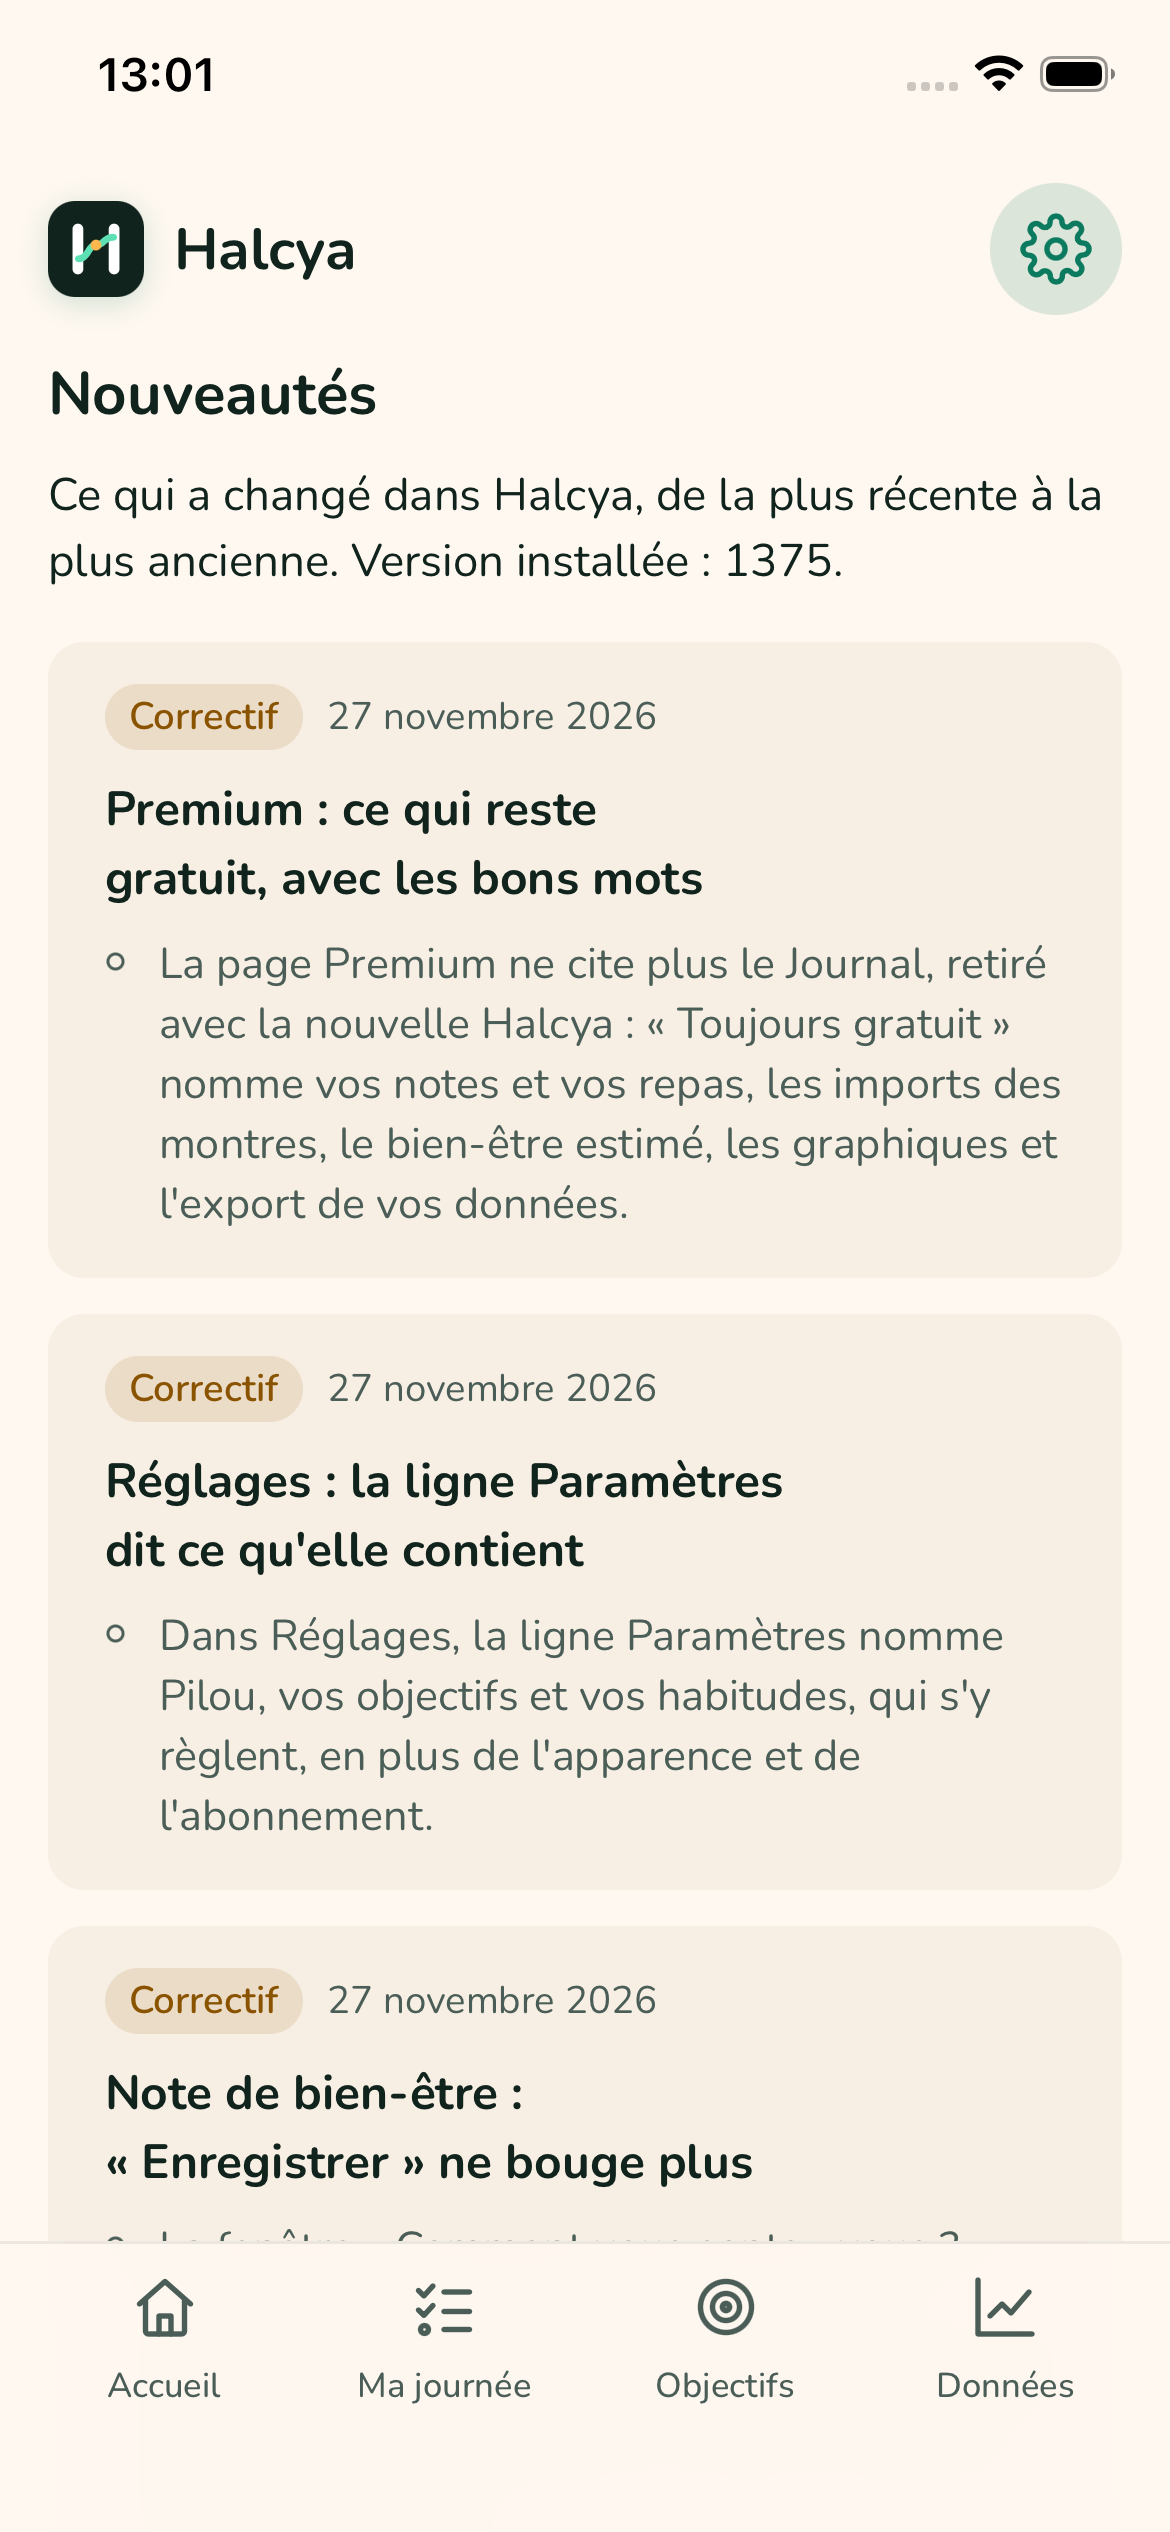 13:01
Halcya
Nouveautés
Ce qui a changé dans Halcya, de la plus récente à la
plus ancienne. Version installée : 1375.
Correctif 27 novembre 2026
Premium : ce qui reste
gratuit, avec les bons mots
La page Premium ne cite plus le Journal, retiré
avec la nouvelle Halcya : « Toujours gratuit »
nomme vos notes et vos repas, les imports des
montres, le bien-être estimé, les graphiques et
l'export de vos données.
Correctif 27 novembre 2026
Réglages : la ligne Paramètres
dit ce qu'elle contient
Dans Réglages, la ligne Paramètres nomme
Pilou, vos objectifs et vos habitudes, qui s'y
règlent, en plus de l'apparence et de
l'abonnement.
Correctif 27 novembre 2026
Note de bien-être :
« Enregistrer » ne bouge plus
Accueil Ma journée Objectifs Données